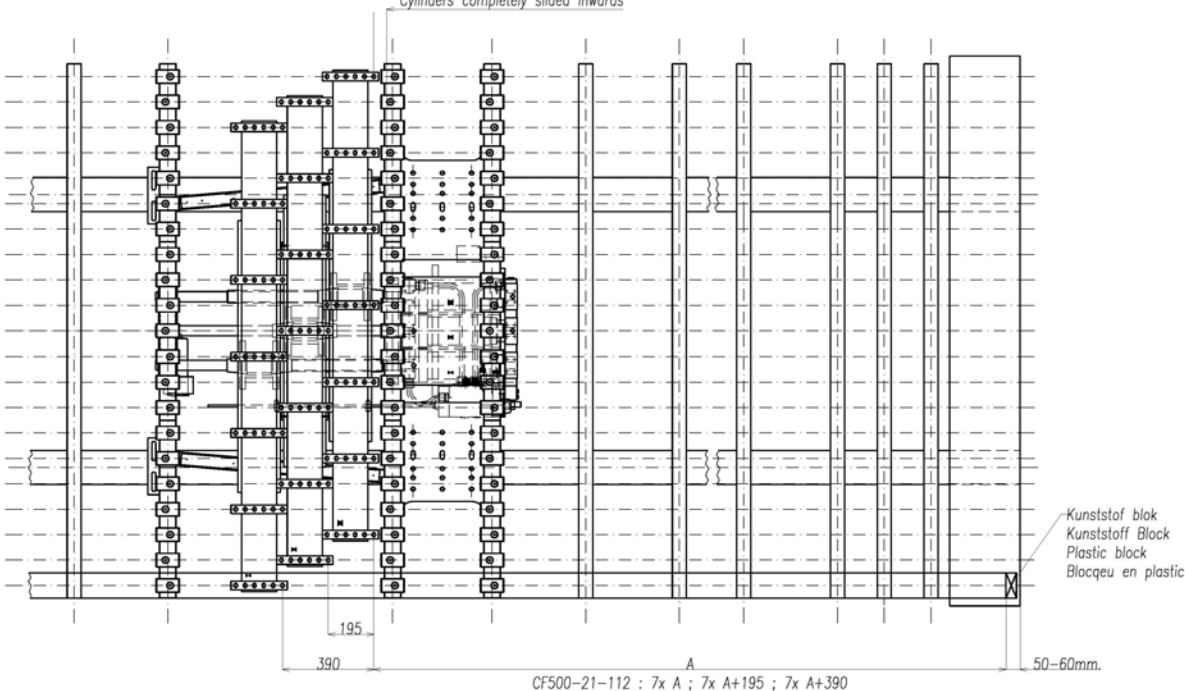 Cylinders completely slided inwards
Kunststof blok
Kunststoff Block
Plastic block
Blocqeu en plastic
195
390
A
50-60mm.
CF500-21-112 : 7x A ; 7x A+195 ; 7x A+390